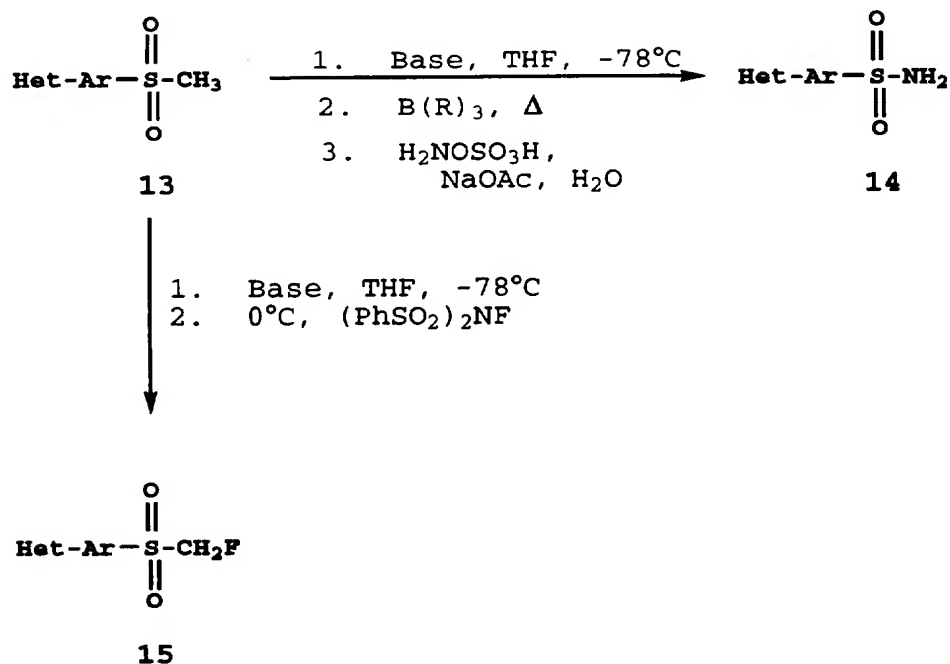 O
Het-Ar-S-CH3
O
13
1. Base, THF, -78°C
2. B(R)3, Δ
3. H2NOSO3H,
NaOAc, H2O
O
Het-Ar-S-NH2
O
14
1. Base, THF, -78°C
2. 0°C, (PhSO2)2NF
O
Het-Ar-S-CH2F
O
15